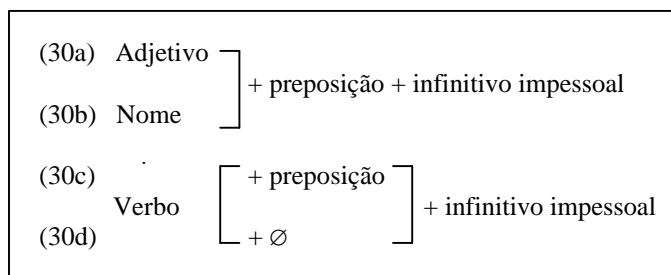 (30a) Adjetivo
+ preposição + infinitivo impessoal
(30b) Nome
(30c) + preposição
Verbo + infinitivo impessoal
(30d) + ∅